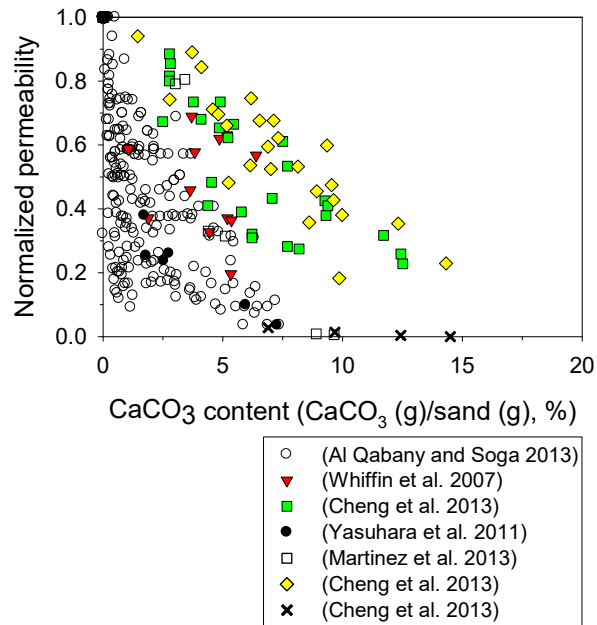 1.0
0.8
0.6
0.4
0.2
0.0
Normalized permeability
0 5 10 15 20
CaCO3 content (CaCO₃ (g)/sand (g), %)
(Al Qabany and Soga 2013)
(Whiffin et al. 2007)
(Cheng et al. 2013)
(Yasuhara et al. 2011)
(Martinez et al. 2013)
(Cheng et al. 2013)
(Cheng et al. 2013)